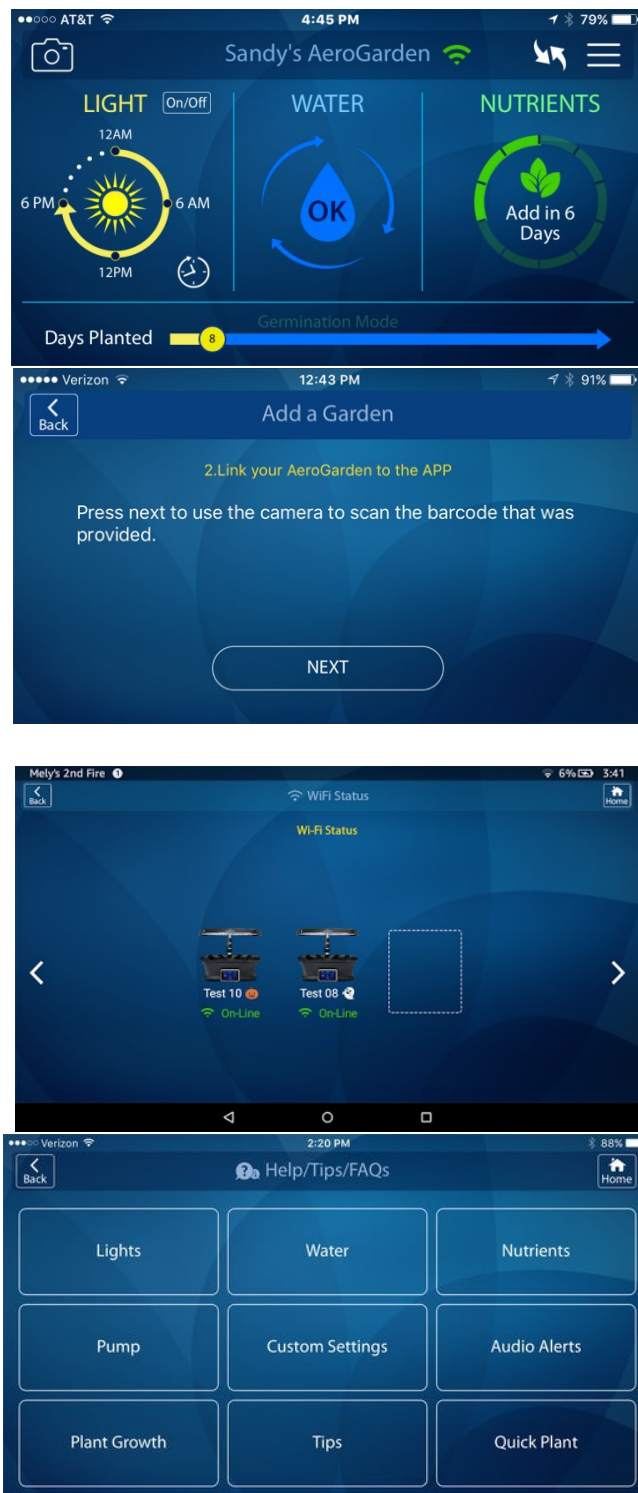 AT&T 4:45 PM 79%
Sandy's AeroGarden
LIGHT On/Off WATER NUTRIENTS
12AM
6 PM 6 AM
OK
Add in 6
Days
12PM
Germination Mode
Days Planted 8
Verizon 12:43 PM 91%
Back Add a Garden
2.Link your AeroGarden to the APP
Press next to use the camera to scan the barcode that was
provided.
NEXT
Mely's 2nd Fire 1 6% 3:41
Back WiFi Status Home
Wi-Fi Status
Test 10 🎃 Test 08 👻
On-Line On-Line
Verizon 2:20 PM 88%
Back Help/Tips/FAQs Home
Lights Water Nutrients
Pump Custom Settings Audio Alerts
Plant Growth Tips Quick Plant